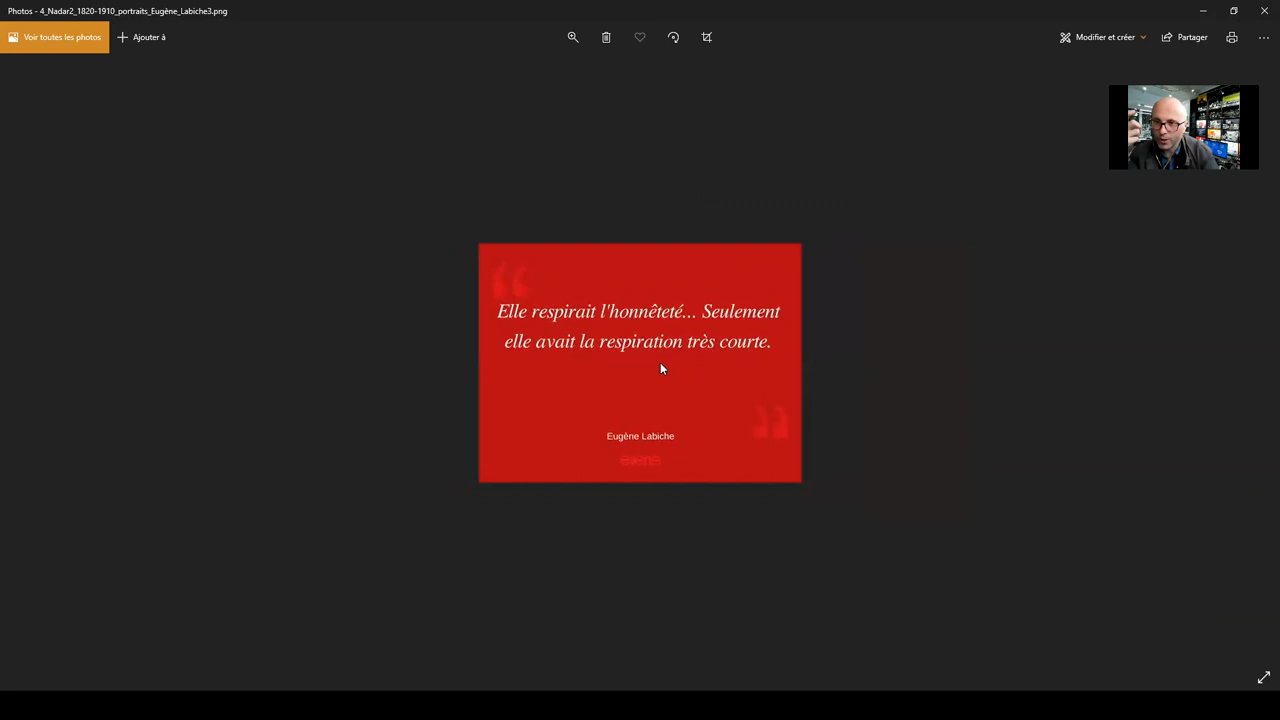 Photos - 4_Nadar2_1820-1910_portraits_Eugène_Labiche3.png
Voir toutes les photos
Ajouter à
Modifier et créer
Partager
Elle respirait l'honnêteté... Seulement
elle avait la respiration très courte.
Eugène Labiche